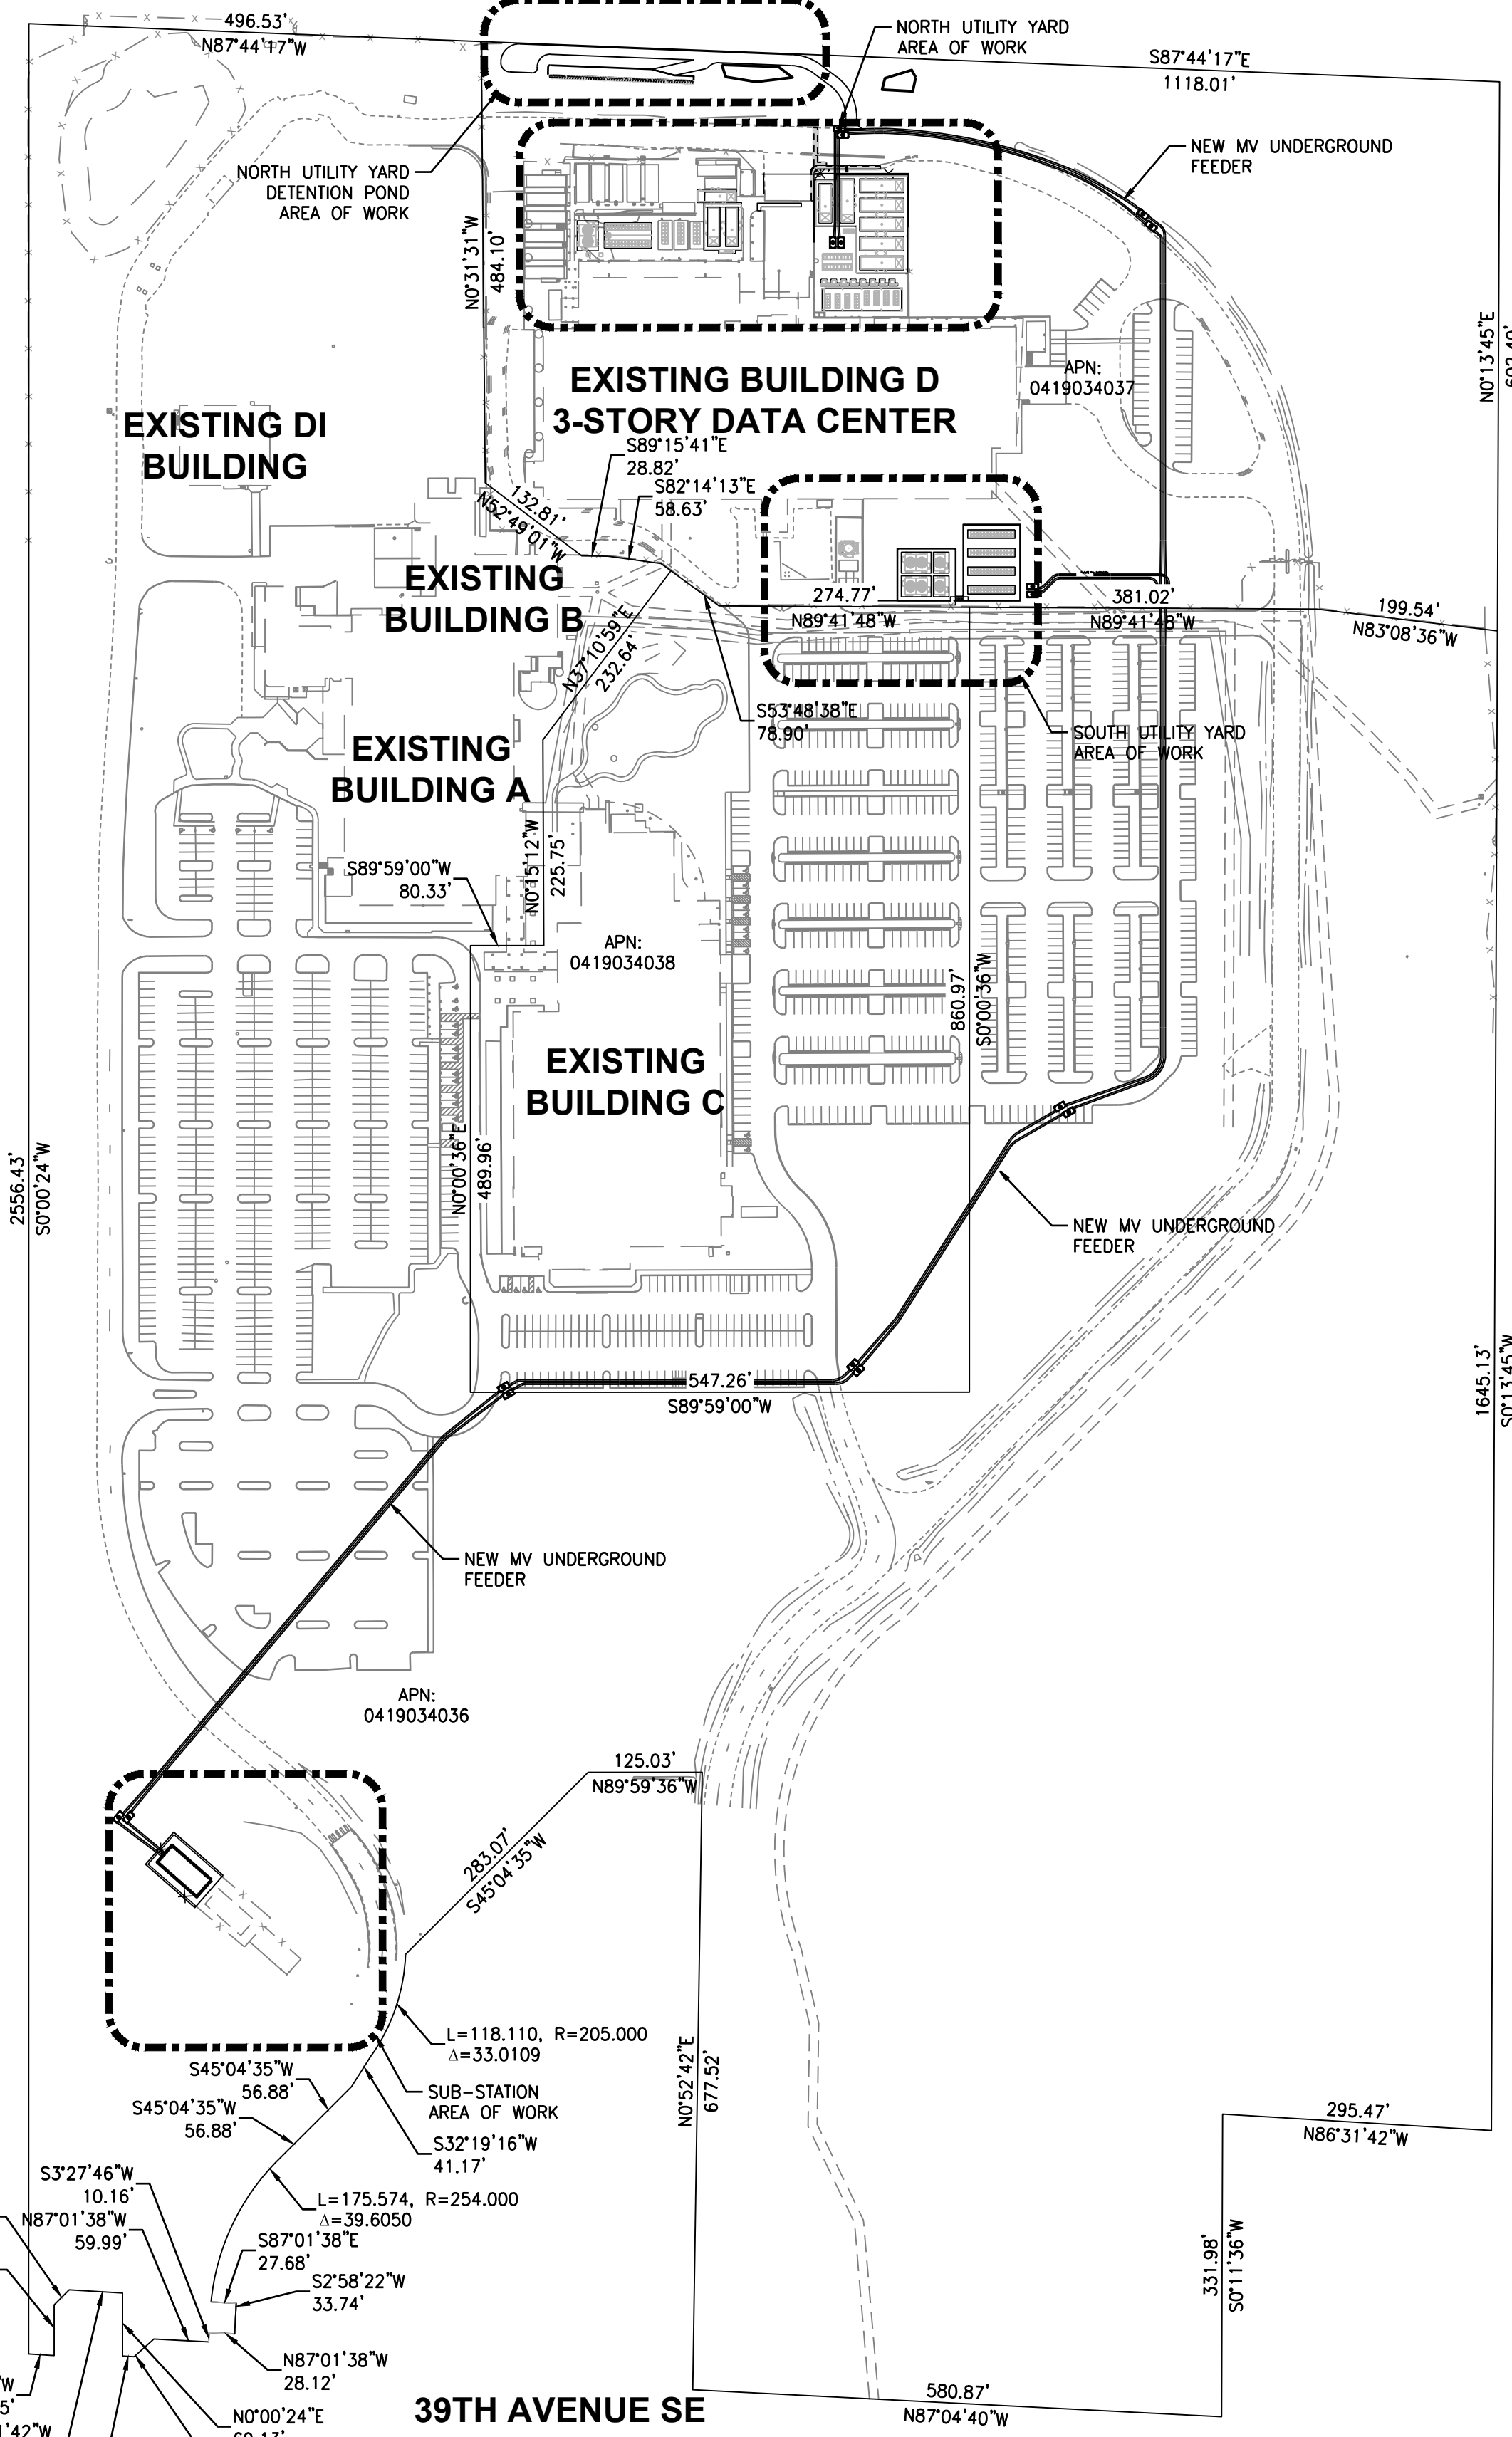 496.53'
N87°44'17"W
NORTH UTILITY YARD
AREA OF WORK
S87°44'17"E
1118.01'
NEW MV UNDERGROUND
FEEDER
NORTH UTILITY YARD
DETENTION POND
AREA OF WORK
N0°31'31"W
484.10'
N0°13'45"E
EXISTING BUILDING D
3-STORY DATA CENTER
APN:
0419034037
EXISTING DI
BUILDING
S89°15'41"E
28.82'
S82°14'13"E
58.63'
132.81'
N52°49'01"W
EXISTING
BUILDING B
274.77'
N89°41'48"W
381.02'
N89°41'48"W
199.54'
N83°08'36"W
N37°10'59"E
232.64'
S53°48'38"E
78.90'
SOUTH UTILITY YARD
AREA OF WORK
EXISTING
BUILDING A
S89°59'00"W
80.33'
N0°15'12"W
225.75'
APN:
0419034038
860.97'
S0°00'36"W
EXISTING
BUILDING C
N0°00'36"E
489.96'
2556.43'
S0°00'24"W
NEW MV UNDERGROUND
FEEDER
1645.13'
S0°13'45"W
547.26'
S89°59'00"W
NEW MV UNDERGROUND
FEEDER
APN:
0419034036
125.03'
N89°59'36"W
283.07'
S45°04'35"W
L=118.110, R=205.000
Δ=33.0109
S45°04'35"W
56.88'
SUB-STATION
AREA OF WORK
S45°04'35"W
56.88'
S32°19'16"W
41.17'
N0°52'42"E
677.52'
295.47'
N86°31'42"W
S3°27'46"W
10.16'
L=175.574, R=254.000
Δ=39.6050
N87°01'38"W
59.99'
S87°01'38"E
27.68'
S2°58'22"W
33.74'
331.98'
S0°11'36"W
N87°01'38"W
28.12'
"W
5'
'42"W
N0°00'24"E
39TH AVENUE SE
580.87'
N87°04'40"W